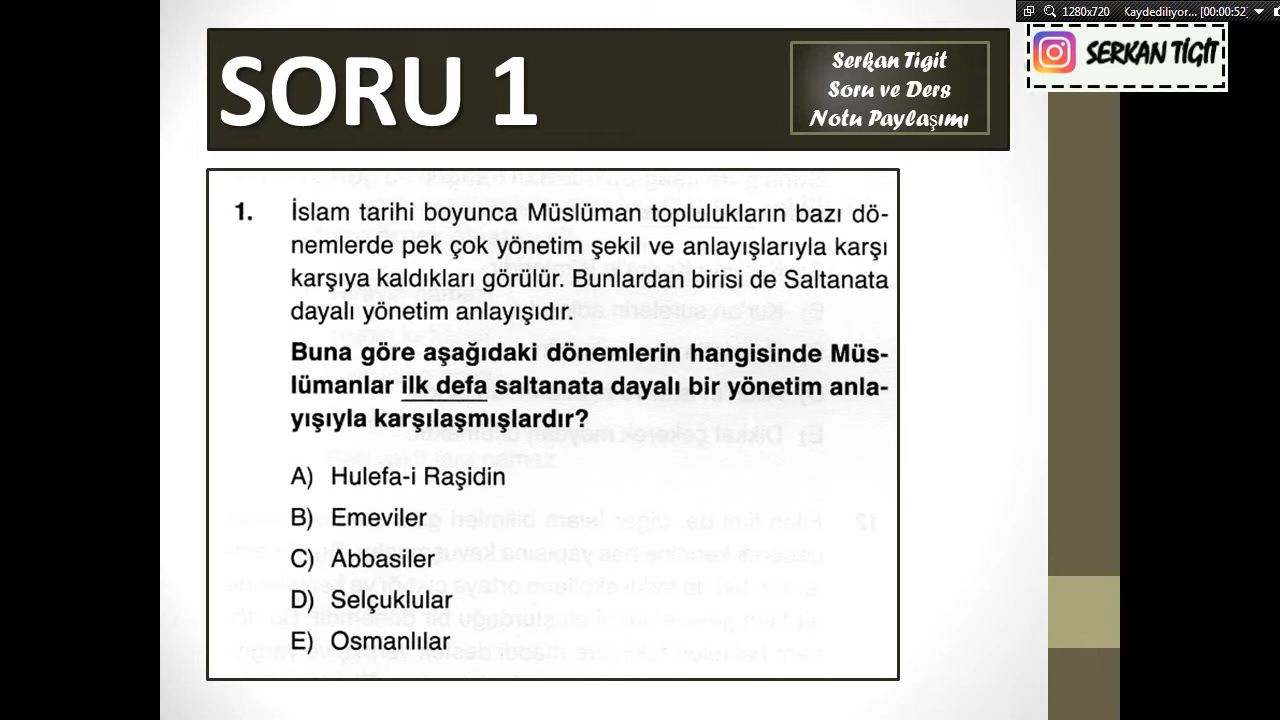 1280x720 Kaydediliyor... [00:00:52]
SERKAN TİGİT
SORU 1
Serkan Tigit
Soru ve Ders
Notu Paylaşımı
1. İslam tarihi boyunca Müslüman toplulukların bazı dö-
nemlerde pek çok yönetim şekil ve anlayışlarıyla karşı
karşıya kaldıkları görülür. Bunlardan birisi de Saltanata
dayalı yönetim anlayışıdır.
Buna göre aşağıdaki dönemlerin hangisinde Müs-
lümanlar ilk defa saltanata dayalı bir yönetim anla-
yışıyla karşılaşmışlardır?
A) Hulefa-i Raşidin
B) Emeviler
C) Abbasiler
D) Selçuklular
E) Osmanlılar